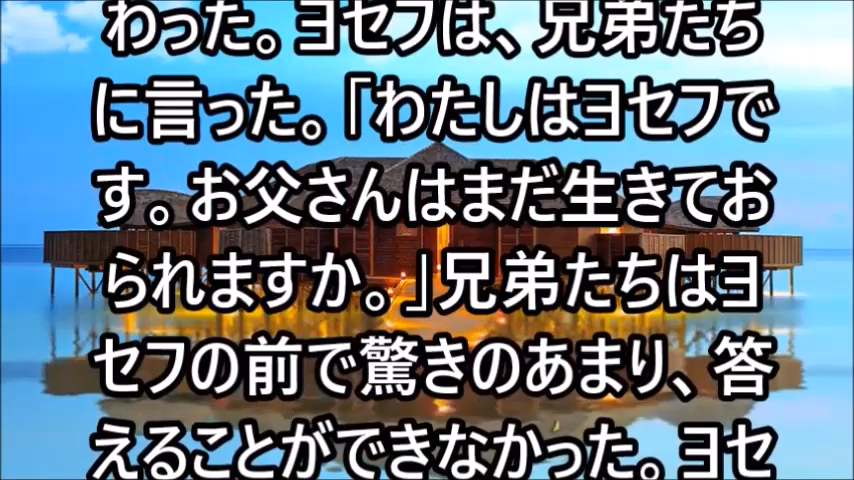 わった。ヨセフは、兄弟たち
に言った。「わたしはヨセフで
す。お父さんはまだ生きてお
られますか。」兄弟たちはヨ
セフの前で驚きのあまり、答
えることができなかった。ヨセ